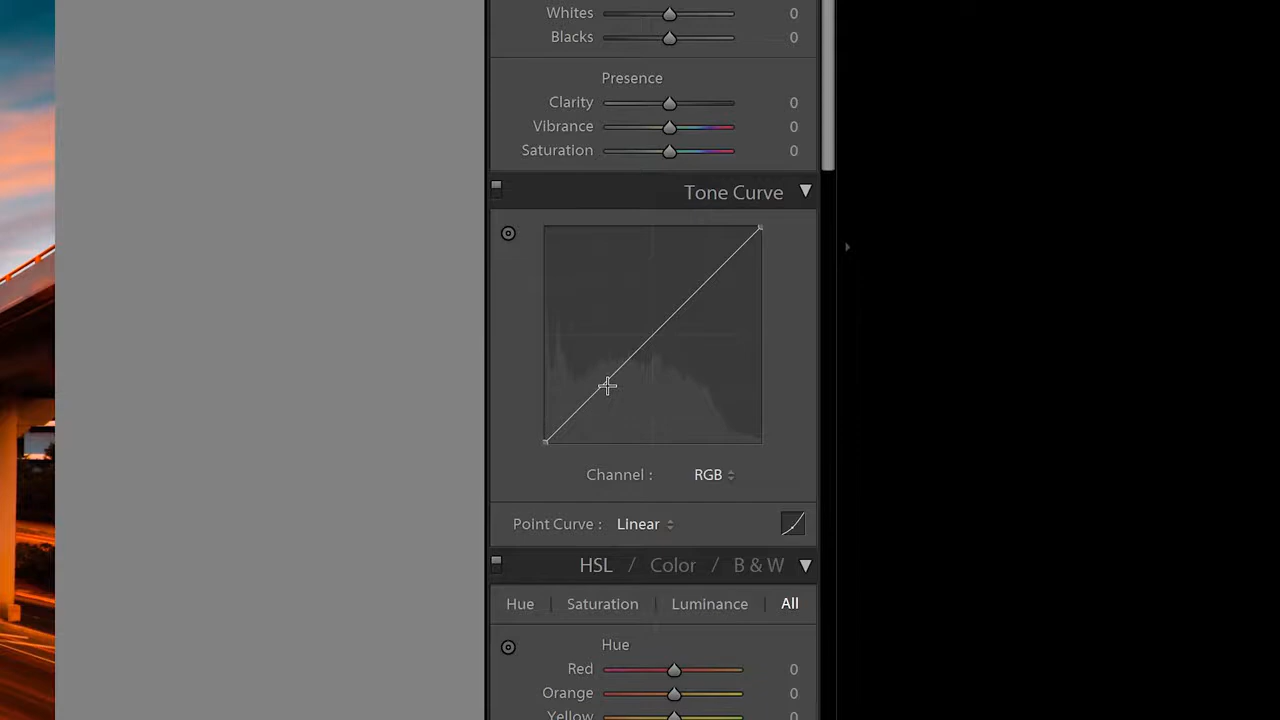 Whites 0
Blacks 0
Presence
Clarity 0
Vibrance 0
Saturation 0
Tone Curve
Channel : RGB
Point Curve : Linear
HSL / Color / B & W
Hue | Saturation | Luminance | All
Hue
Red 0
Orange 0
Yellow